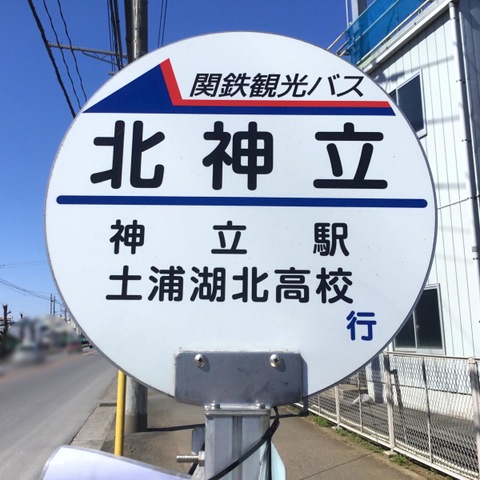 関鉄観光バス
北神立
神立駅
土浦湖北高校
行